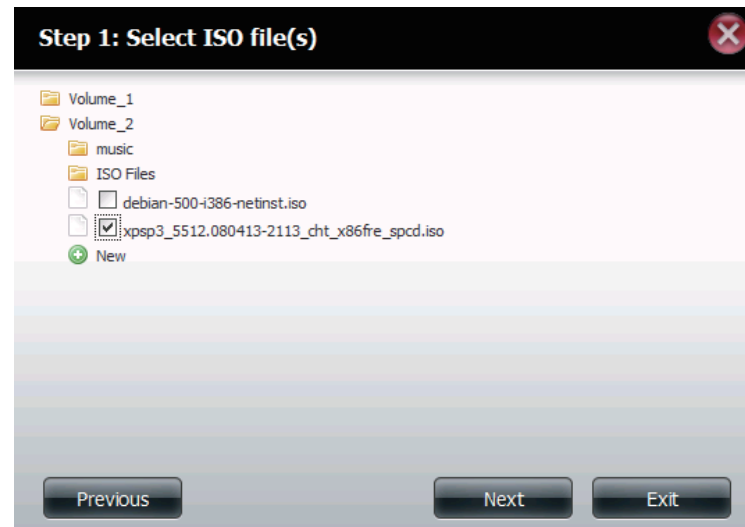 Step 1: Select ISO file(s)
Volume_1
Volume_2
music
ISO Files
debian-500-i386-netinst.iso
xpsp3_5512.080413-2113_cht_x86fre_spcd.iso
New
Previous Next Exit